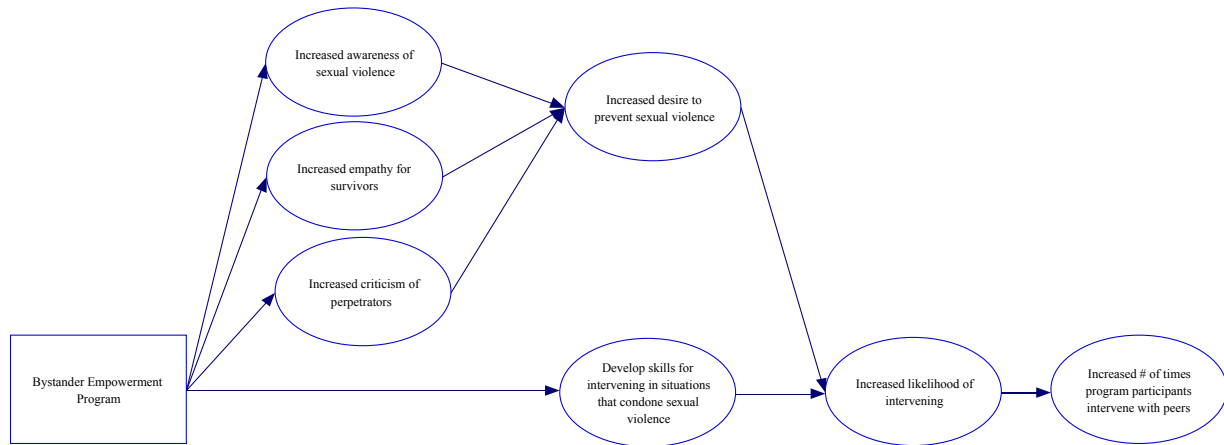 Increased awareness of
sexual violence
Increased desire to
prevent sexual violence
Increased empathy for
survivors
Increased criticism of
perpetrators
Bystander Empowerment
Program
Develop skills for
intervening in situations
that condone sexual
violence
Increased likelihood of
intervening
Increased # of times
program participants
intervene with peers